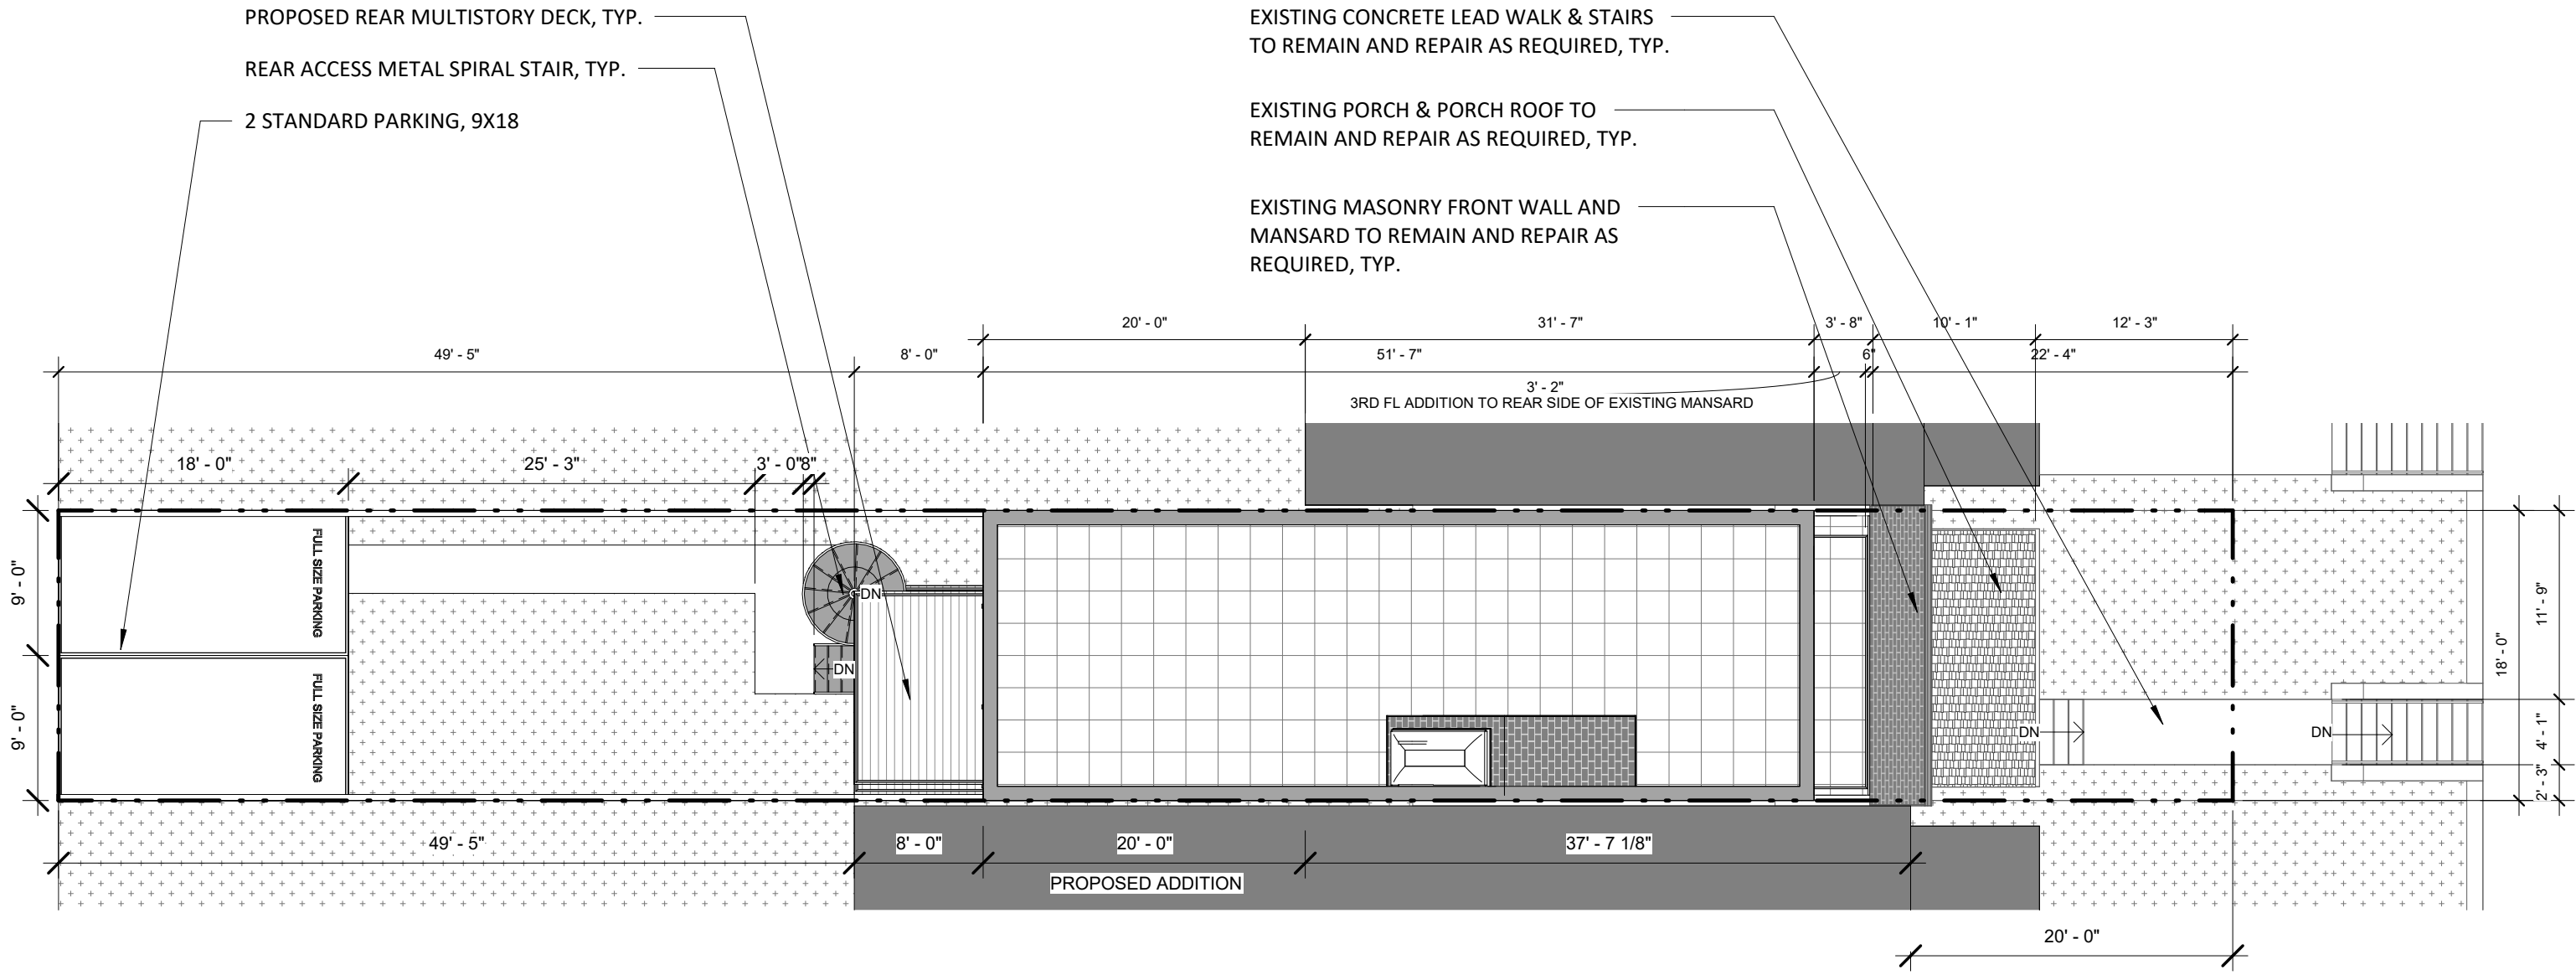 PROPOSED REAR MULTISTORY DECK, TYP.
REAR ACCESS METAL SPIRAL STAIR, TYP.
2 STANDARD PARKING, 9X18
EXISTING CONCRETE LEAD WALK & STAIRS
TO REMAIN AND REPAIR AS REQUIRED, TYP.
EXISTING PORCH & PORCH ROOF TO
REMAIN AND REPAIR AS REQUIRED, TYP.
EXISTING MASONRY FRONT WALL AND
MANSARD TO REMAIN AND REPAIR AS
REQUIRED, TYP.
20' - 0"
31' - 7"
3' - 8"
10' - 1"
12' - 3"
49' - 5"
8' - 0"
51' - 7"
6"
22' - 4"
3' - 2"
3RD FL ADDITION TO REAR SIDE OF EXISTING MANSARD
18' - 0"
25' - 3"
3' - 0"
8"
9' - 0"
9' - 0"
FULL SIZE PARKING
FULL SIZE PARKING
DN
DN
DN
DN
11' - 9"
18' - 0"
4' - 1"
2' - 3"
49' - 5"
8' - 0"
20' - 0"
37' - 7 1/8"
PROPOSED ADDITION
20' - 0"